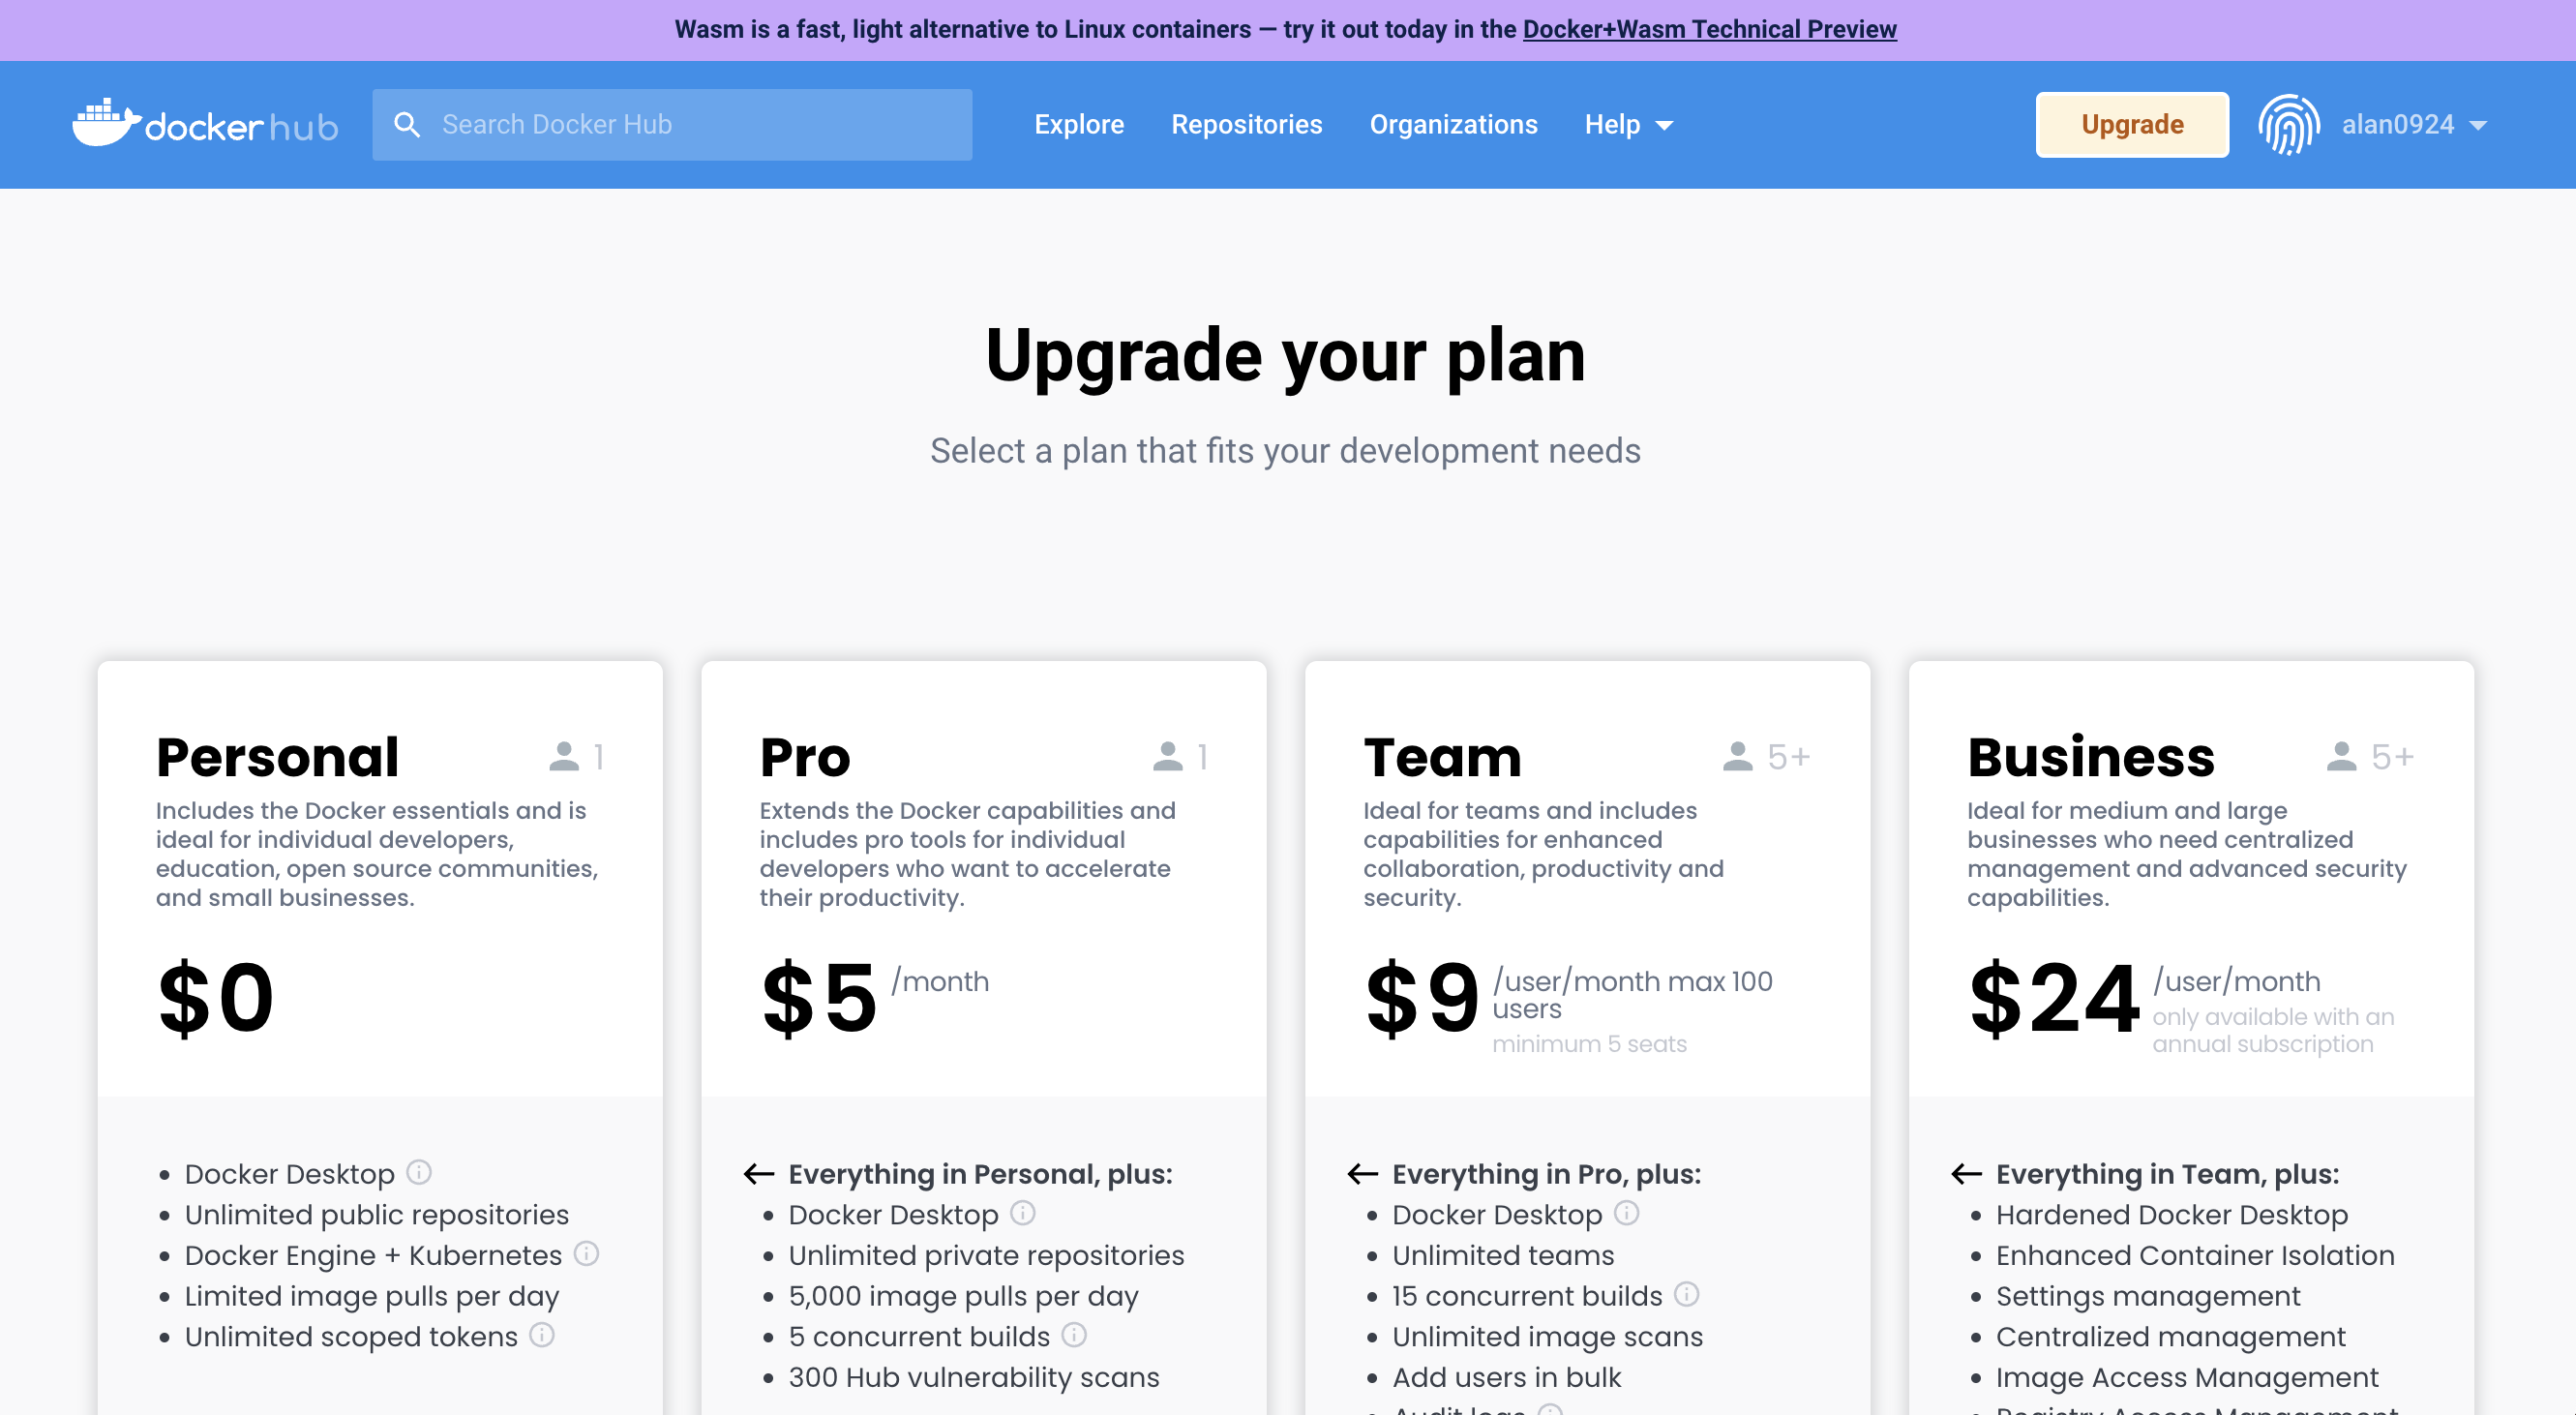 Wasm is a fast, light alternative to Linux containers — try it out today in the Docker+Wasm Technical Preview
docker hub
Search Docker Hub
Explore
Repositories
Organizations
Help
Upgrade
alan0924
Upgrade your plan
Select a plan that fits your development needs
Personal
1
Includes the Docker essentials and is
ideal for individual developers,
education, open source communities,
and small businesses.
$0
Docker Desktop
Unlimited public repositories
Docker Engine + Kubernetes
Limited image pulls per day
Unlimited scoped tokens
Pro
1
Extends the Docker capabilities and
includes pro tools for individual
developers who want to accelerate
their productivity.
$5 /month
Everything in Personal, plus:
Docker Desktop
Unlimited private repositories
5,000 image pulls per day
5 concurrent builds
300 Hub vulnerability scans
Team
5+
Ideal for teams and includes
capabilities for enhanced
collaboration, productivity and
security.
$9 /user/month max 100
users
minimum 5 seats
Everything in Pro, plus:
Docker Desktop
Unlimited teams
15 concurrent builds
Unlimited image scans
Add users in bulk
Audit logs
Business
5+
Ideal for medium and large
businesses who need centralized
management and advanced security
capabilities.
$24 /user/month
only available with an
annual subscription
Everything in Team, plus:
Hardened Docker Desktop
Enhanced Container Isolation
Settings management
Centralized management
Image Access Management
Registry Access Management